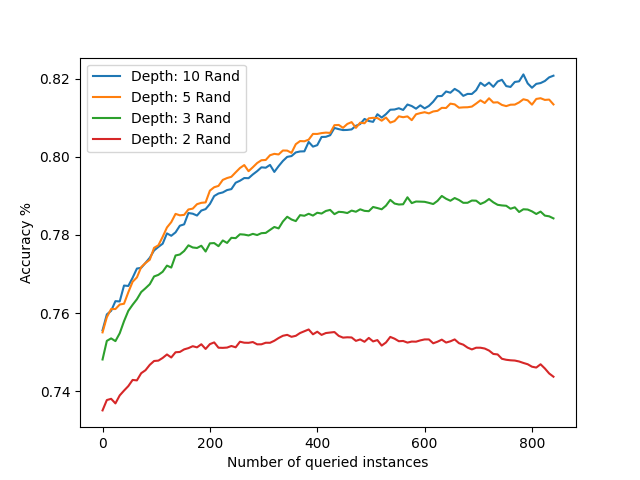 Depth: 10 Rand
Depth: 5 Rand
Depth: 3 Rand
Depth: 2 Rand
0.82
0.80
0.78
0.76
0.74
Accuracy %
0 200 400 600 800
Number of queried instances